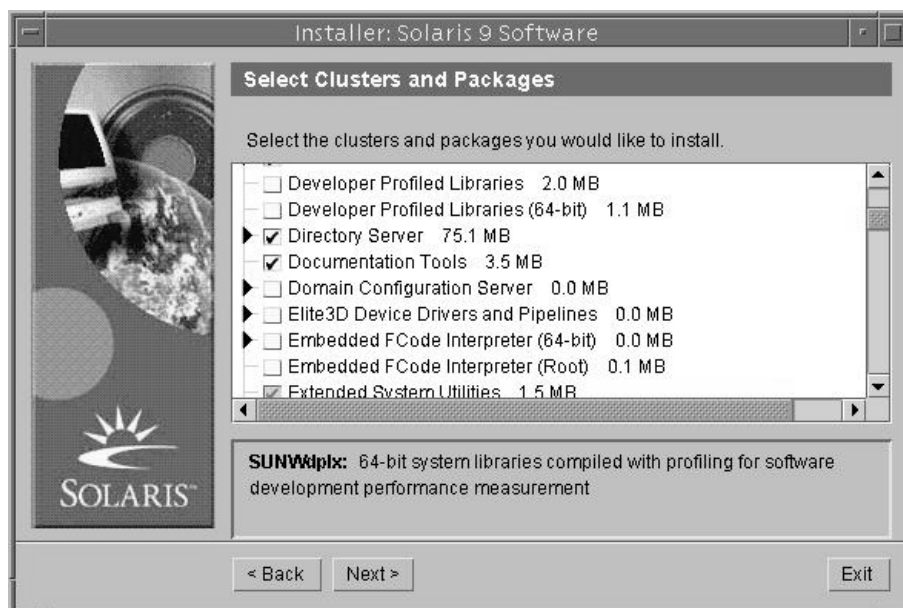 Installer: Solaris 9 Software
Select Clusters and Packages
Select the clusters and packages you would like to install.
Developer Profiled Libraries 2.0 MB
Developer Profiled Libraries (64-bit) 1.1 MB
Directory Server 75.1 MB
Documentation Tools 3.5 MB
Domain Configuration Server 0.0 MB
Elite3D Device Drivers and Pipelines 0.0 MB
Embedded FCode Interpreter (64-bit) 0.0 MB
Embedded FCode Interpreter (Root) 0.1 MB
Extended System Utilities 1.5 MB
SUNWdplx: 64-bit system libraries compiled with profiling for software
development performance measurement
SOLARIS™
< Back Next > Exit